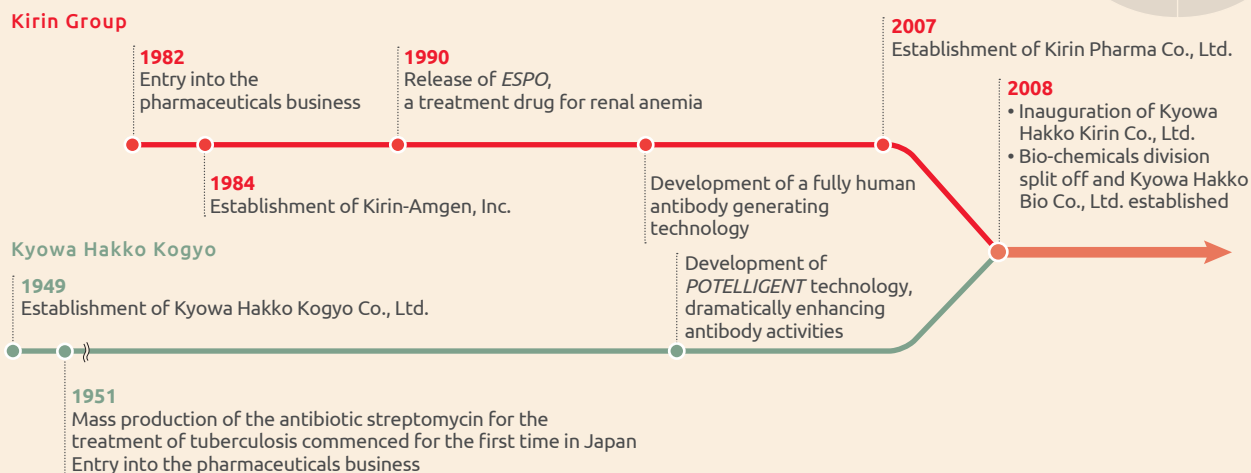 Kirin Group
1982
Entry into the
pharmaceuticals business
1984
Establishment of Kirin-Amgen, Inc.
1990
Release of ESPO,
a treatment drug for renal anemia
Development of a fully human
antibody generating
technology
2007
Establishment of Kirin Pharma Co., Ltd.
2008
• Inauguration of Kyowa
Hakko Kirin Co., Ltd.
• Bio-chemicals division
split off and Kyowa Hakko
Bio Co., Ltd. established
Kyowa Hakko Kogyo
1949
Establishment of Kyowa Hakko Kogyo Co., Ltd.
1951
Mass production of the antibiotic streptomycin for the
treatment of tuberculosis commenced for the first time in Japan
Entry into the pharmaceuticals business
Development of
POTELLIGENT technology,
dramatically enhancing
antibody activities